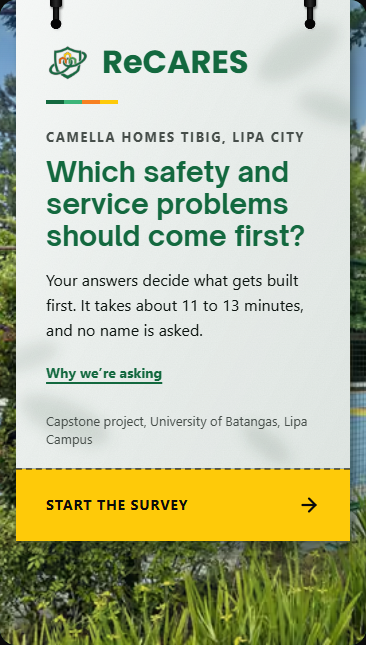 ReCARES
CAMELLA HOMES TIBIG, LIPA CITY
Which safety and
service problems
should come first?
Your answers decide what gets built
first. It takes about 11 to 13 minutes,
and no name is asked.
Why we’re asking
Capstone project, University of Batangas, Lipa
Campus
START THE SURVEY